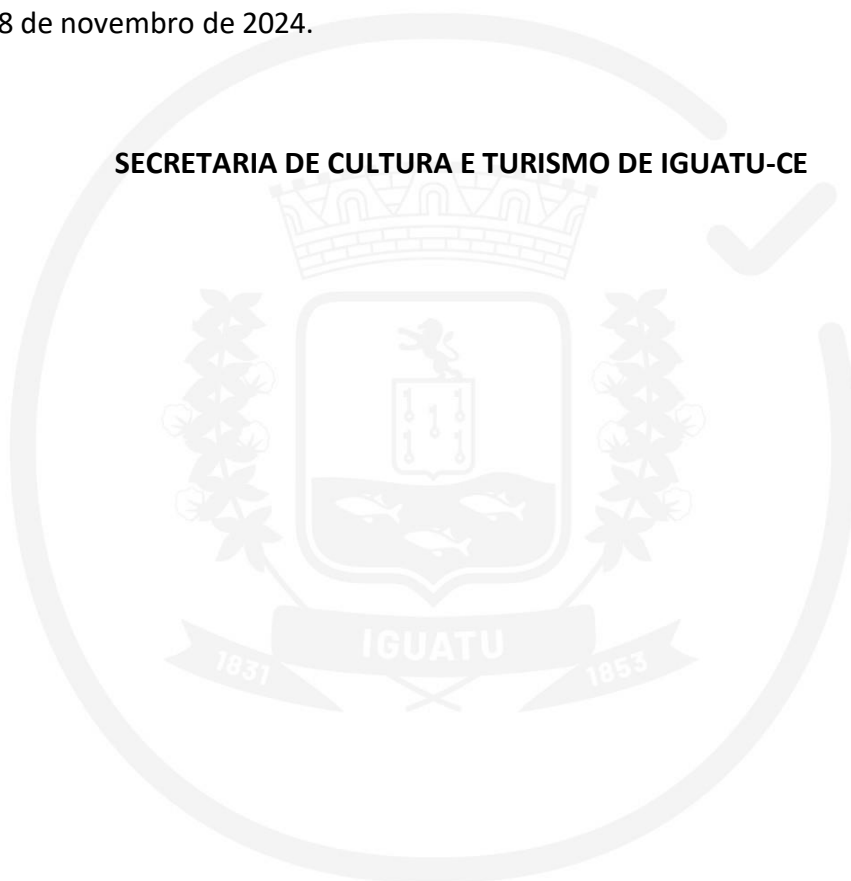 8 de novembro de 2024.
SECRETARIA DE CULTURA E TURISMO DE IGUATU-CE
IGUATU
1831
1853